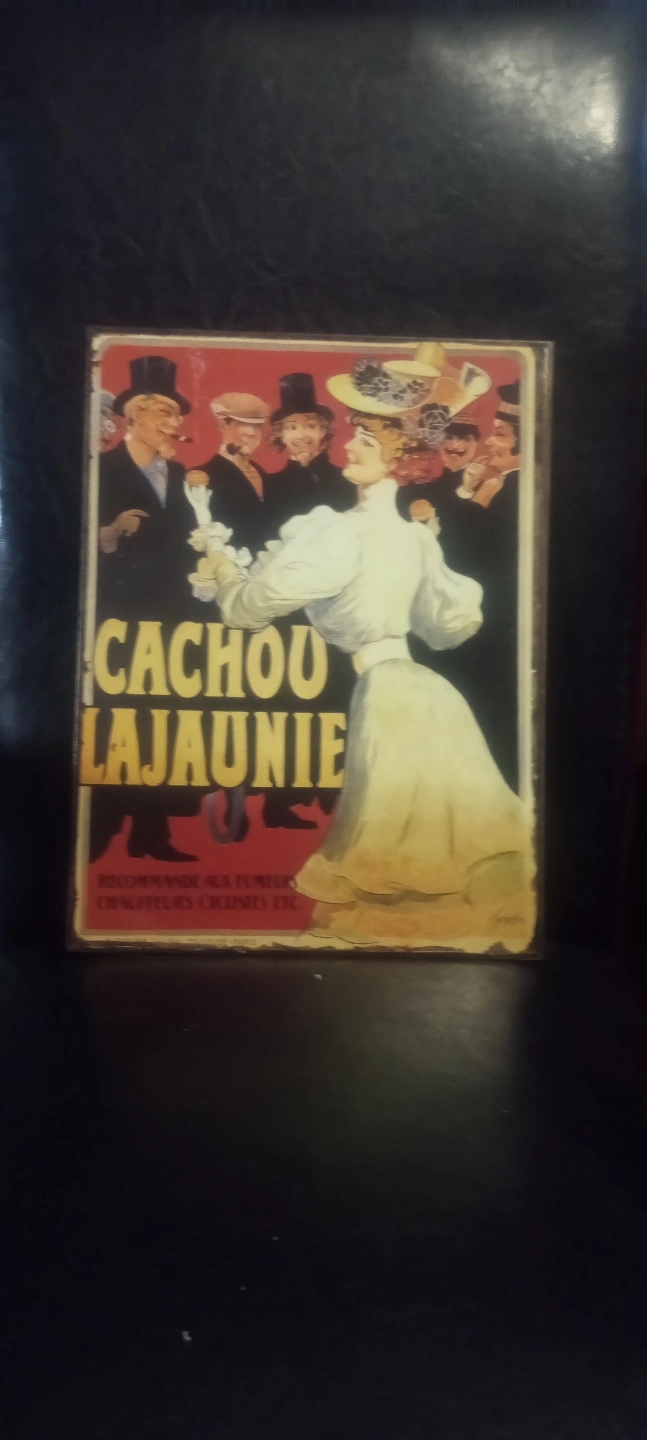 CACHOU
LAJAUNIE
RECOMMANDE AUX FUMEURS
CHAUFFEURS CYCLISTES ETC.